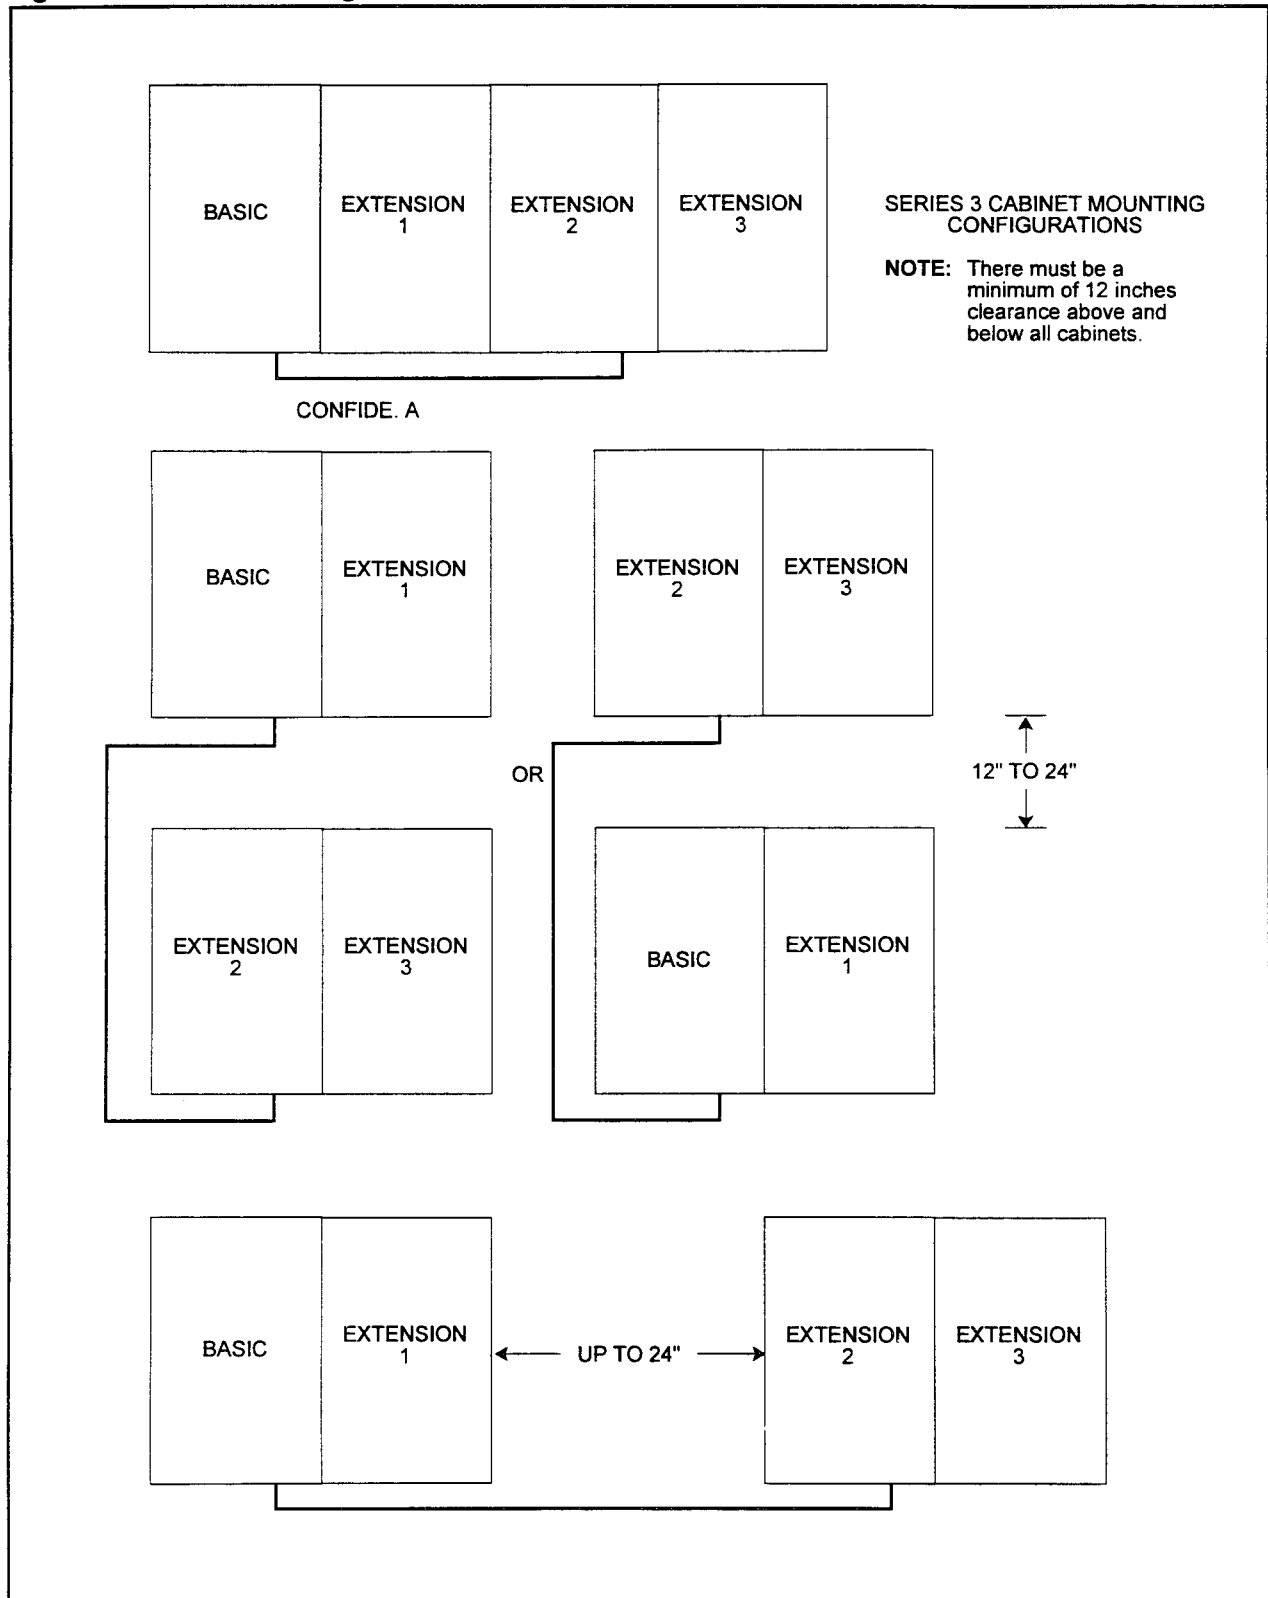 BASIC
EXTENSION
1
EXTENSION
2
EXTENSION
3
SERIES 3 CABINET MOUNTING
CONFIGURATIONS
NOTE: There must be a
minimum of 12 inches
clearance above and
below all cabinets.
CONFIDE. A
BASIC
EXTENSION
1
EXTENSION
2
EXTENSION
3
OR
12" TO 24"
EXTENSION
2
EXTENSION
3
BASIC
EXTENSION
1
BASIC
EXTENSION
1
UP TO 24"
EXTENSION
2
EXTENSION
3